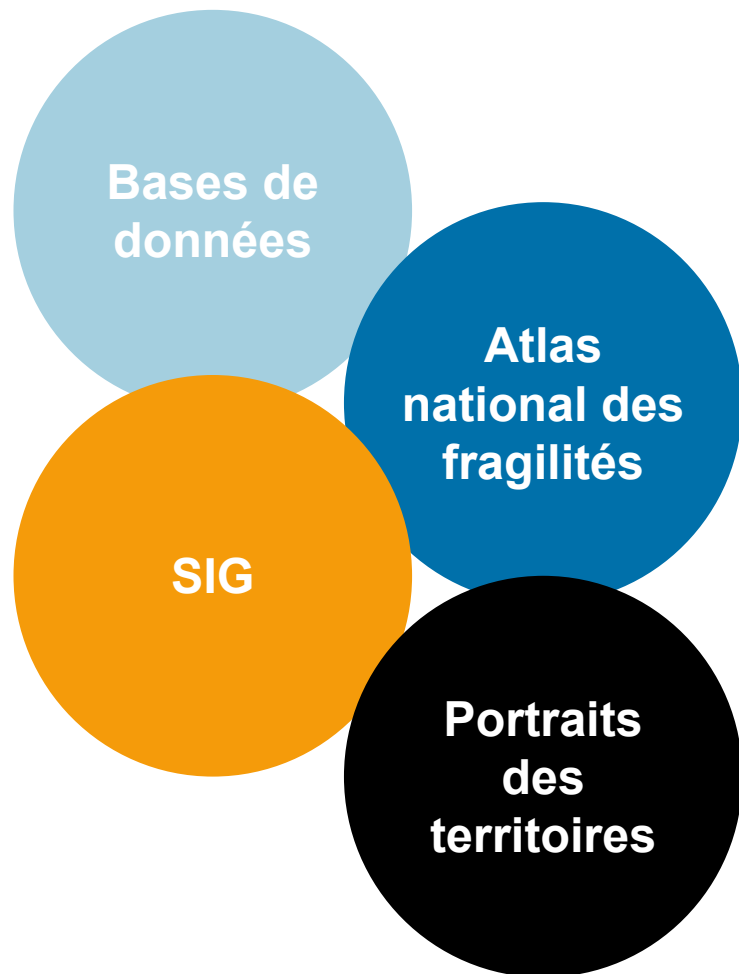 Bases de
données
Atlas
national des
fragilités
SIG
Portraits
des
territoires